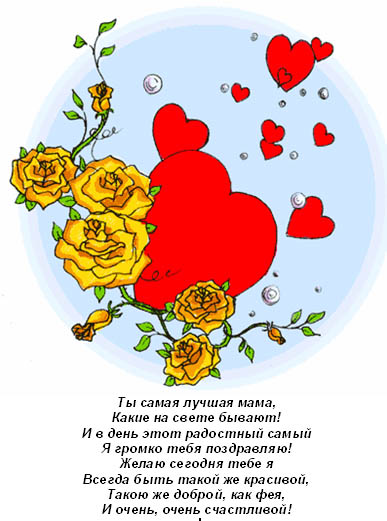 Ты самая лучшая мама,
Какие на свете бывают!
И в день этот радостный самый
Я громко тебя поздравляю!
Желаю сегодня тебе я
Всегда быть такой же красивой,
Такою же доброй, как фея,
И очень, очень счастливой!